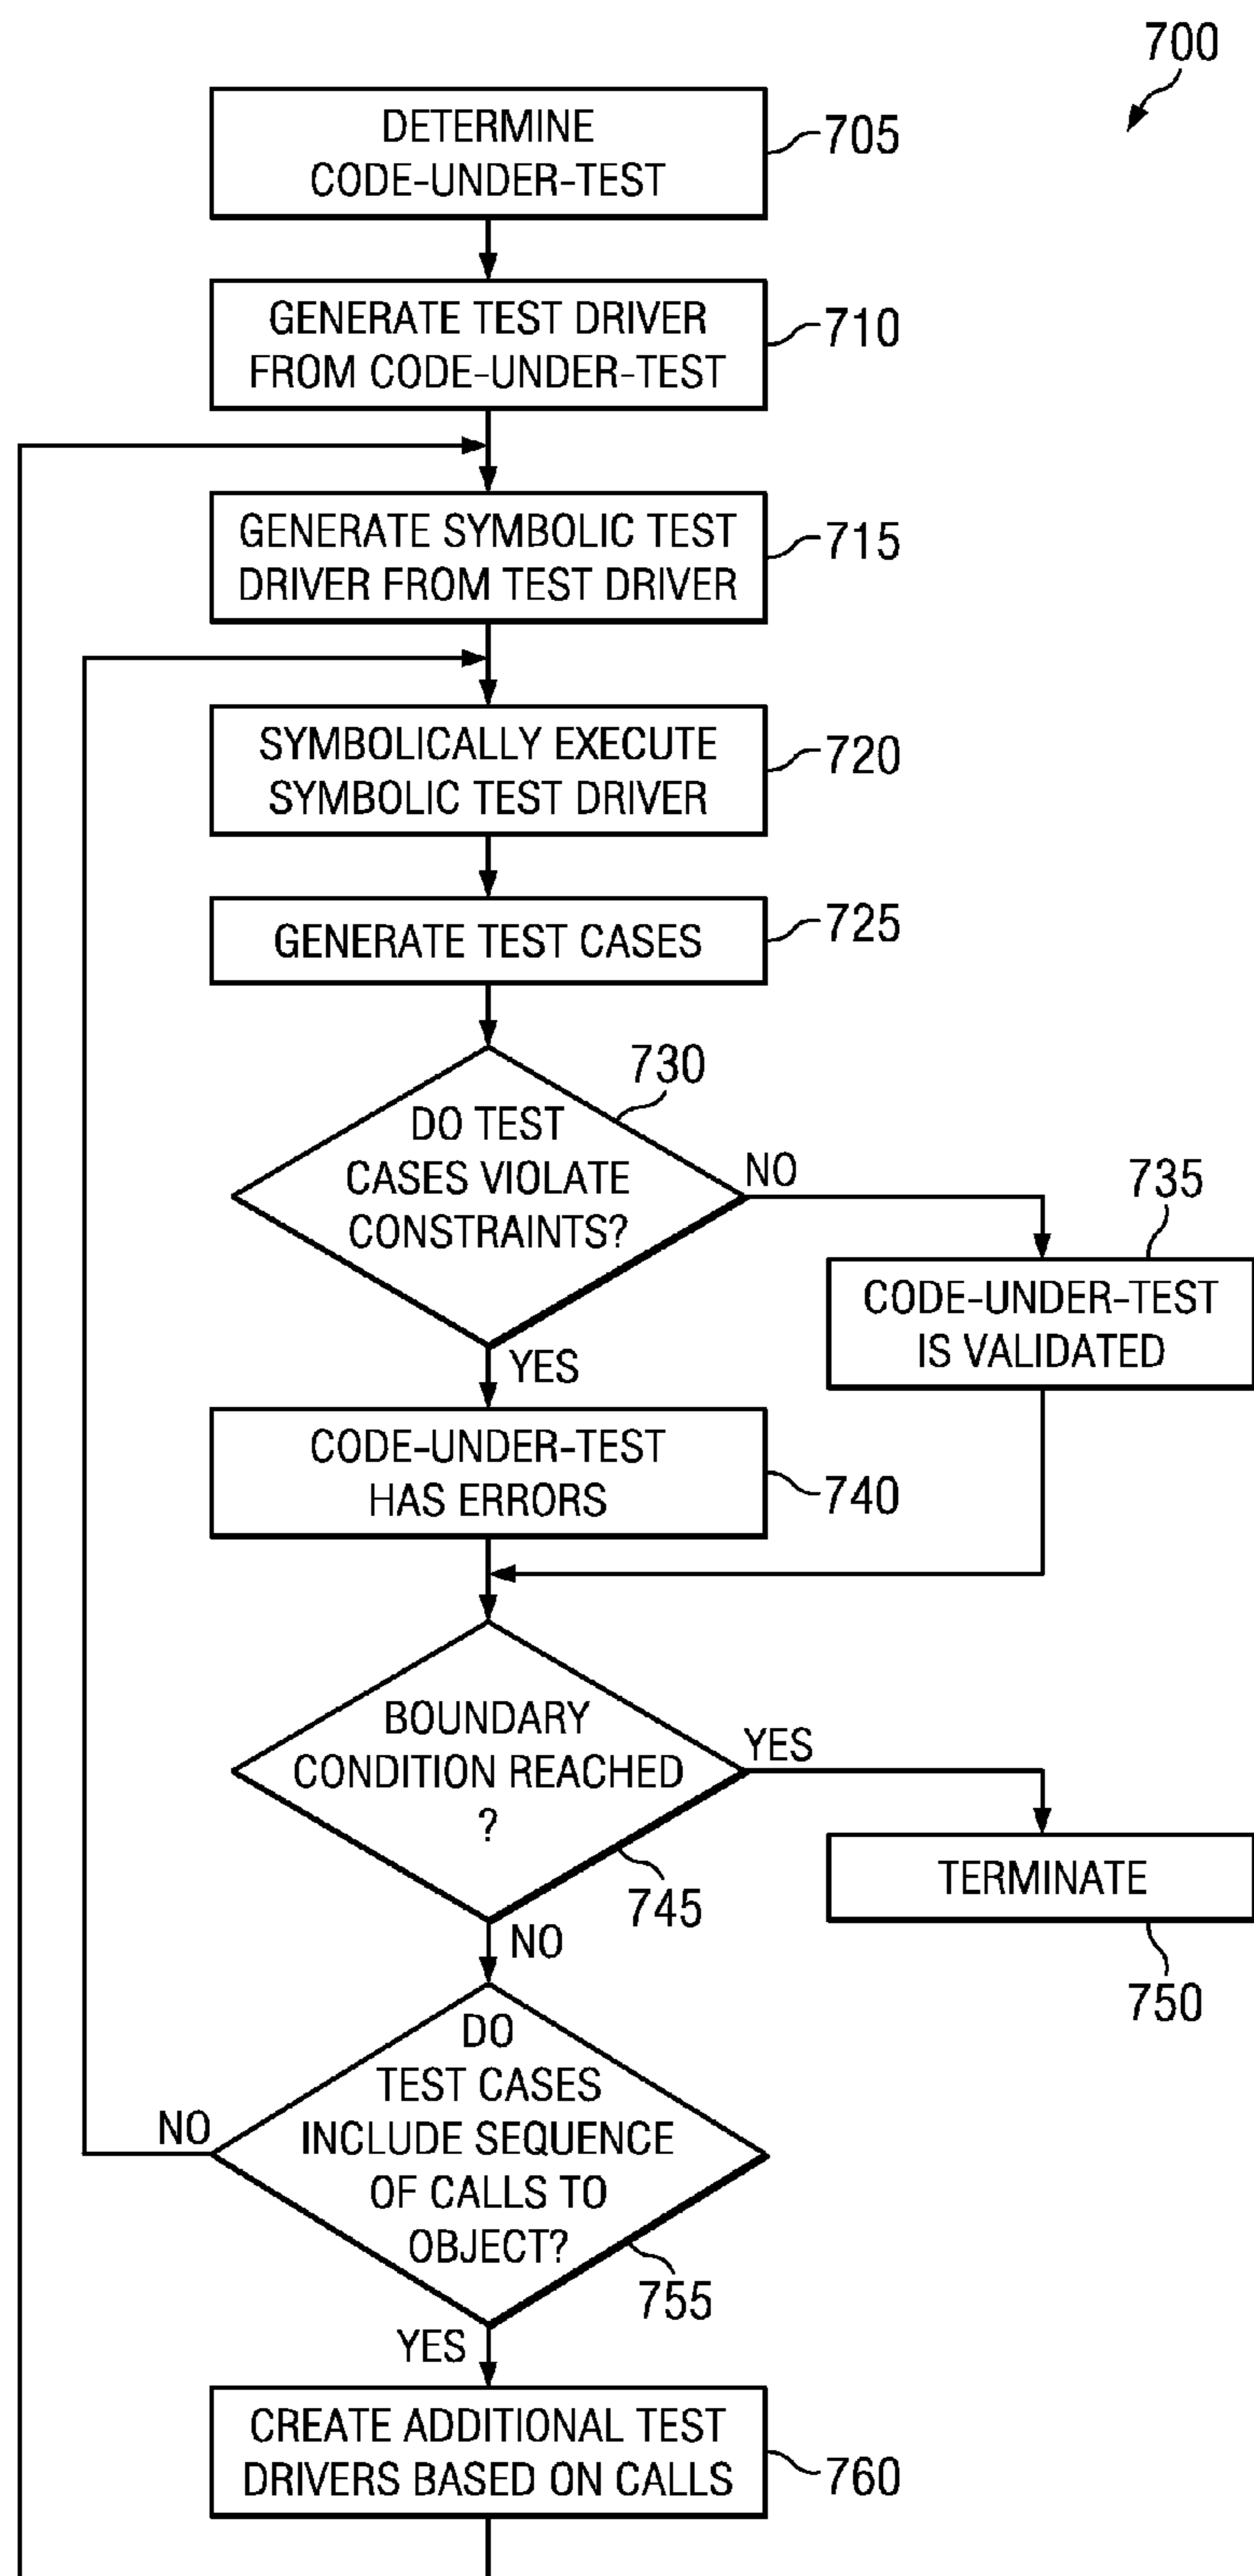 700
DETERMINE
CODE-UNDER-TEST
705
GENERATE TEST DRIVER
FROM CODE-UNDER-TEST
710
GENERATE SYMBOLIC TEST
DRIVER FROM TEST DRIVER
715
SYMBOLICALLY EXECUTE
SYMBOLIC TEST DRIVER
720
GENERATE TEST CASES
725
730
DO TEST
CASES VIOLATE
CONSTRAINTS?
NO
735
CODE-UNDER-TEST
IS VALIDATED
YES
CODE-UNDER-TEST
HAS ERRORS
740
BOUNDARY
CONDITION REACHED
?
YES
745
TERMINATE
750
NO
DO
TEST CASES
INCLUDE SEQUENCE
OF CALLS TO
OBJECT?
NO
755
YES
CREATE ADDITIONAL TEST
DRIVERS BASED ON CALLS
760